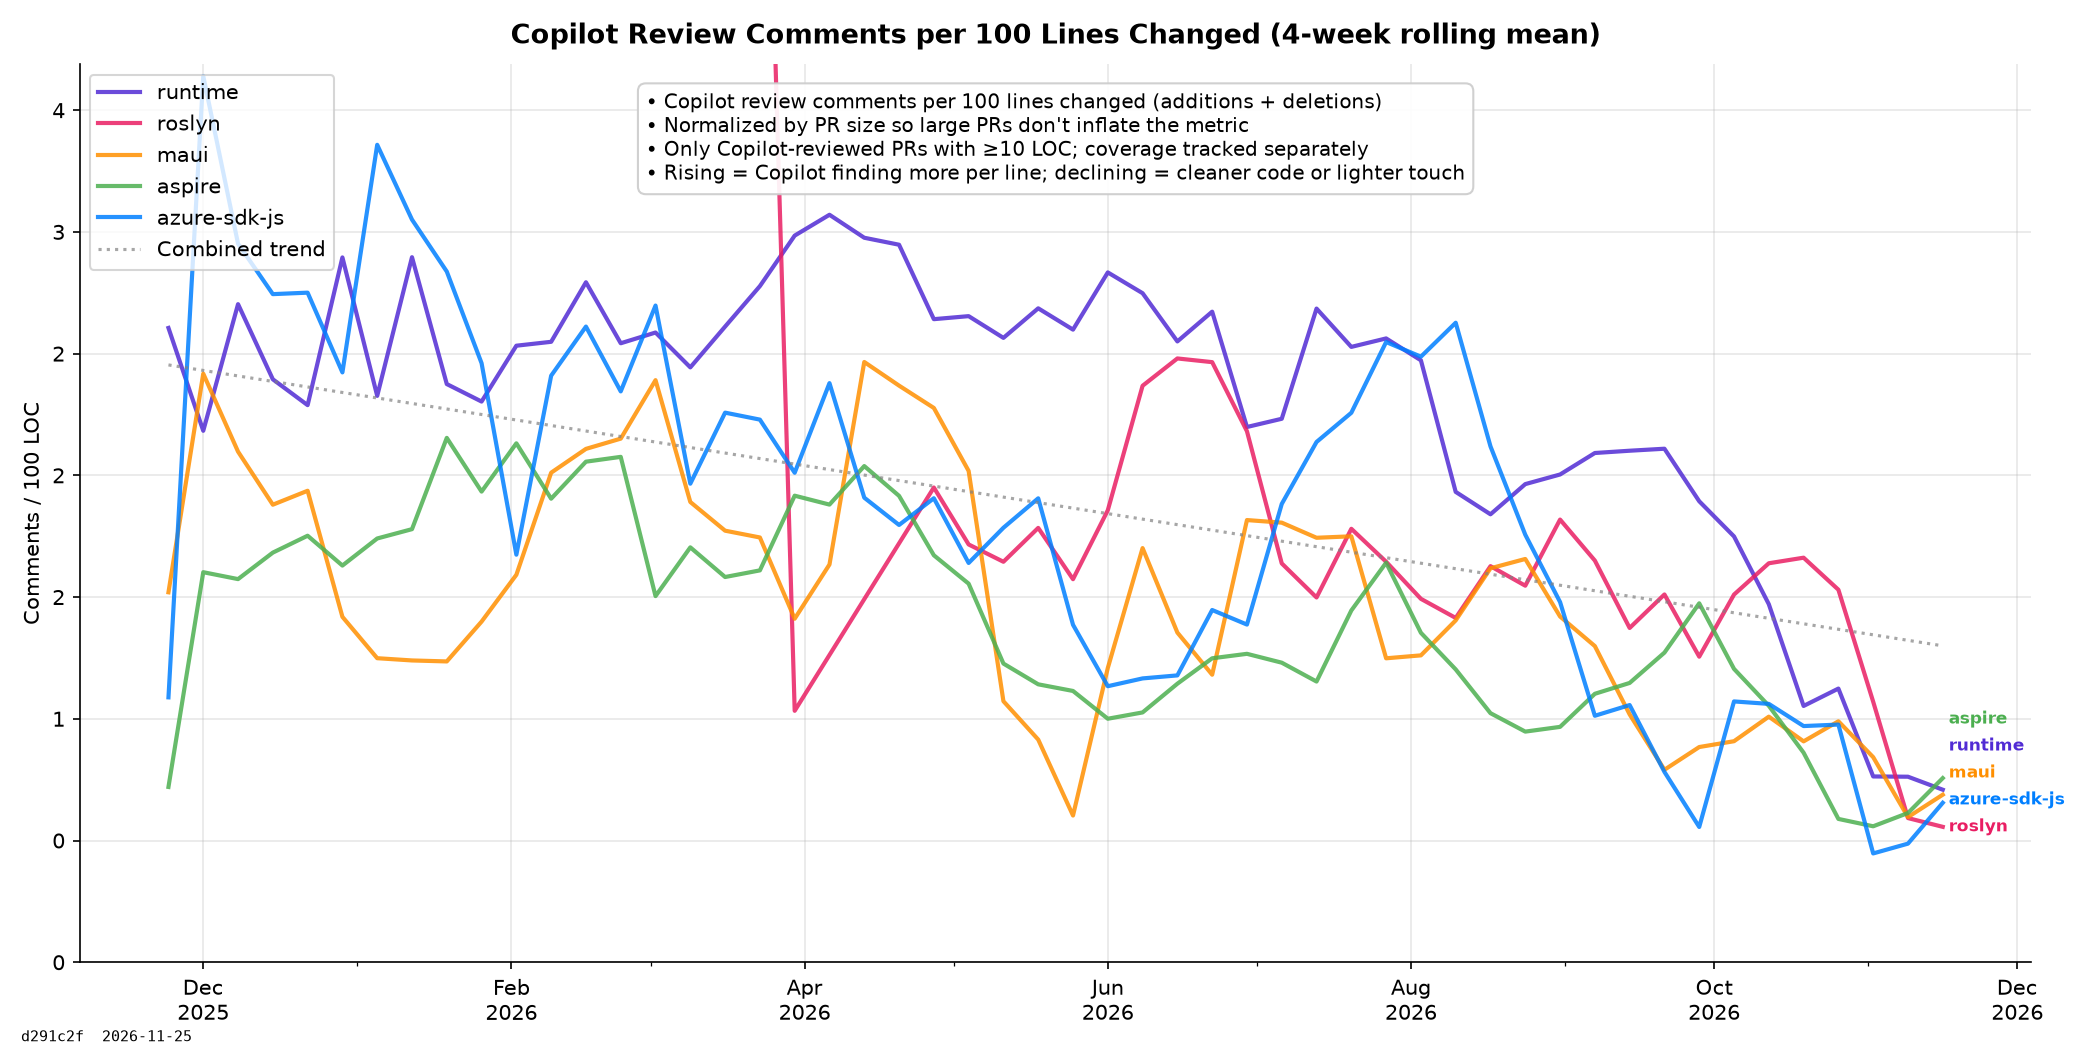 Copilot Review Comments per 100 Lines Changed (4-week rolling mean)
runtime
roslyn
maui
aspire
azure-sdk-js
Combined trend
• Copilot review comments per 100 lines changed (additions + deletions)
• Normalized by PR size so large PRs don't inflate the metric
• Only Copilot-reviewed PRs with ≥10 LOC; coverage tracked separately
• Rising = Copilot finding more per line; declining = cleaner code or lighter touch
Comments / 100 LOC
4
3
2
2
2
1
0
0
aspire
runtime
maui
azure-sdk-js
roslyn
Dec
2025
Feb
2026
Apr
2026
Jun
2026
Aug
2026
Oct
2026
Dec
2026
d291c2f 2026-11-25